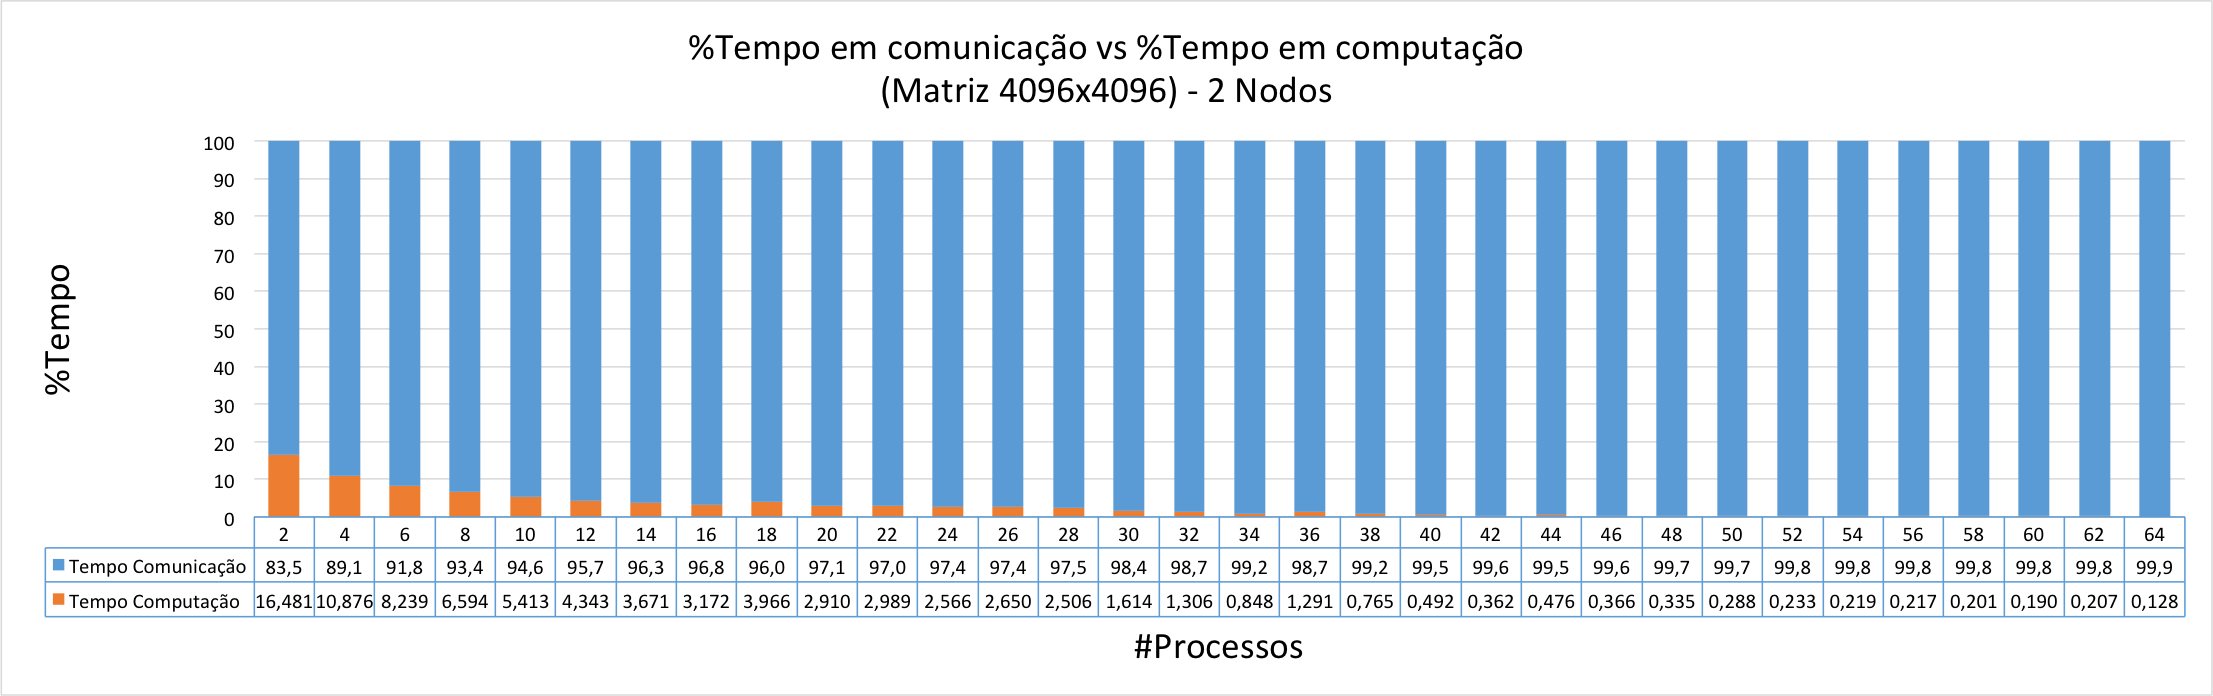 %Tempo em comunicação vs %Tempo em computação
(Matriz 4096x4096) - 2 Nodos
%Tempo
100
90
80
70
60
50
40
30
20
10
0
2 4 6 8 10 12 14 16 18 20 22 24 26 28 30 32 34 36 38 40 42 44 46 48 50 52 54 56 58 60 62 64
Tempo Comunicação 83,5 89,1 91,8 93,4 94,6 95,7 96,3 96,8 96,0 97,1 97,0 97,4 97,4 97,5 98,4 98,7 99,2 98,7 99,2 99,5 99,6 99,5 99,6 99,7 99,7 99,8 99,8 99,8 99,8 99,8 99,8 99,9
Tempo Computação 16,481 10,876 8,239 6,594 5,413 4,343 3,671 3,172 3,966 2,910 2,989 2,566 2,650 2,506 1,614 1,306 0,848 1,291 0,765 0,492 0,362 0,476 0,366 0,335 0,288 0,233 0,219 0,217 0,201 0,190 0,207 0,128
#Processos